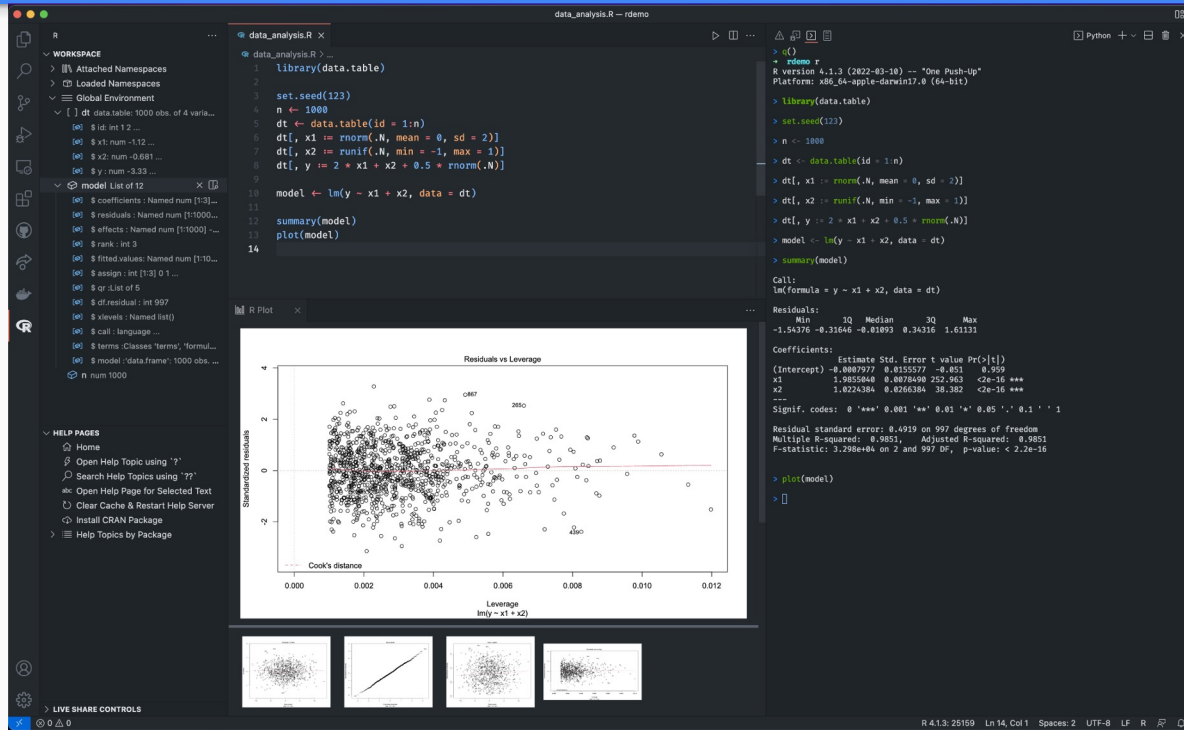 data_analysis.R — rdemo
R ...
WORKSPACE
Attached Namespaces
Loaded Namespaces
Global Environment
dt data.table: 1000 obs. of 4 varia...
$ id: int 1 2 ...
$ x1: num -1.12 ...
$ x2: num -0.681 ...
$ y : num -3.33 ...
model List of 12
$ coefficients : Named num [1:3]...
$ residuals : Named num [1:1000...
$ effects : Named num [1:1000] -...
$ rank : int 3
$ fitted.values: Named num [1:10...
$ assign : int [1:3] 0 1 ...
$ qr :List of 5
$ df.residual : int 997
$ xlevels : Named list()
$ call : language ...
$ terms :Classes 'terms', 'formul...
$ model :'data.frame': 1000 obs. ...
n num 1000
HELP PAGES
Home
Open Help Topic using `?`
Search Help Topics using `??`
abc Open Help Page for Selected Text
Clear Cache & Restart Help Server
Install CRAN Package
Help Topics by Package
LIVE SHARE CONTROLS
data_analysis.R
data_analysis.R > ...
1 library(data.table)
2
3 set.seed(123)
4 n ← 1000
5 dt ← data.table(id = 1:n)
6 dt[, x1 := rnorm(.N, mean = 0, sd = 2)]
7 dt[, x2 := runif(.N, min = -1, max = 1)]
8 dt[, y := 2 * x1 + x2 + 0.5 * rnorm(.N)]
9
10 model ← lm(y ~ x1 + x2, data = dt)
11
12 summary(model)
13 plot(model)
14
R Plot
Residuals vs Leverage
Standardized residuals
4
2
0
-2
867
265
439
Cook's distance
0.000 0.002 0.004 0.006 0.008 0.010 0.012
Leverage
lm(y ~ x1 + x2)
Python
> q()
→ rdemo r
R version 4.1.3 (2022-03-10) -- "One Push-Up"
Platform: x86_64-apple-darwin17.0 (64-bit)
> library(data.table)
> set.seed(123)
> n <- 1000
> dt <- data.table(id = 1:n)
> dt[, x1 := rnorm(.N, mean = 0, sd = 2)]
> dt[, x2 := runif(.N, min = -1, max = 1)]
> dt[, y := 2 * x1 + x2 + 0.5 * rnorm(.N)]
> model <- lm(y ~ x1 + x2, data = dt)
> summary(model)
Call:
lm(formula = y ~ x1 + x2, data = dt)
Residuals:
Min 1Q Median 3Q Max
-1.54376 -0.31646 -0.01093 0.34316 1.61131
Coefficients:
Estimate Std. Error t value Pr(>|t|)
(Intercept) -0.0007977 0.0155577 -0.051 0.959
x1 1.9855040 0.0078490 252.963 <2e-16 ***
x2 1.0224384 0.0266384 38.382 <2e-16 ***
---
Signif. codes: 0 '***' 0.001 '**' 0.01 '*' 0.05 '.' 0.1 ' ' 1
Residual standard error: 0.4919 on 997 degrees of freedom
Multiple R-squared: 0.9851, Adjusted R-squared: 0.9851
F-statistic: 3.298e+04 on 2 and 997 DF, p-value: < 2.2e-16
> plot(model)
>
0 0
R 4.1.3: 25159 Ln 14, Col 1 Spaces: 2 UTF-8 LF R